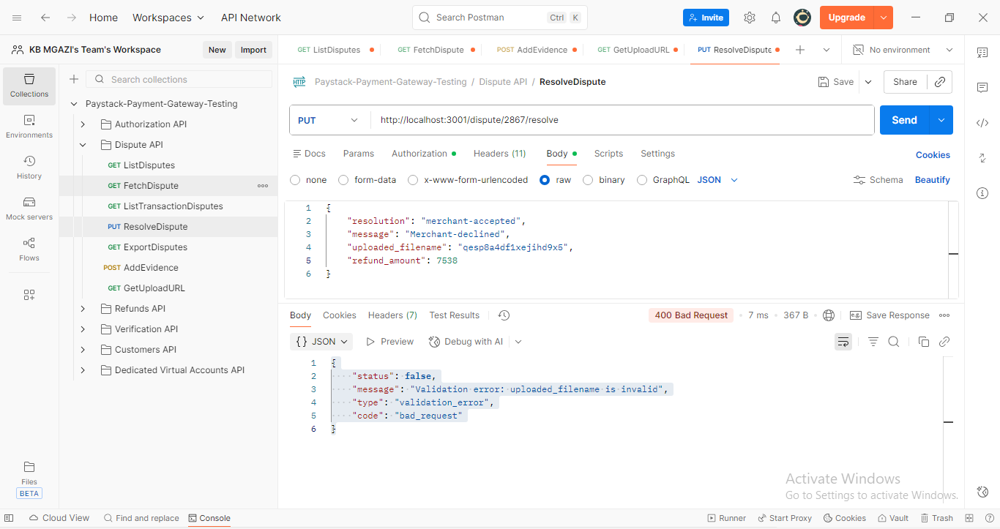 Home Workspaces API Network Search Postman Ctrl K Invite Upgrade
KB MGAZI's Team's Workspace New Import
GET ListDisputes GET FetchDispute POST AddEvidence GET GetUploadURL PUT ResolveDispute No environment
Collections
Environments
History
Mock servers
Flows
Files
BETA
Search collections
Paystack-Payment-Gateway-Testing
Authorization API
Dispute API
GET ListDisputes
GET FetchDispute
GET ListTransactionDisputes
PUT ResolveDispute
GET ExportDisputes
POST AddEvidence
GET GetUploadURL
Refunds API
Verification API
Customers API
Dedicated Virtual Accounts API
HTTP Paystack-Payment-Gateway-Testing / Dispute API / ResolveDispute Save Share
PUT http://localhost:3001/dispute/2867/resolve Send
Docs Params Authorization Headers (11) Body Scripts Settings Cookies
none form-data x-www-form-urlencoded raw binary GraphQL JSON Schema Beautify
1 {
2 "resolution": "merchant-accepted",
3 "message": "Merchant-declined",
4 "uploaded_filename": "qesp8a4df1xejihd9x5",
5 "refund_amount": 7538
6 }
Body Cookies Headers (7) Test Results 400 Bad Request 7 ms 367 B e.g. Save Response
{} JSON Preview Debug with AI
1 {
2 "status": false,
3 "message": "Validation error: uploaded_filename is invalid",
4 "type": "validation_error",
5 "code": "bad_request"
6 }
Activate Windows
Go to Settings to activate Windows.
Cloud View Find and replace Console Runner Start Proxy Cookies Vault Trash